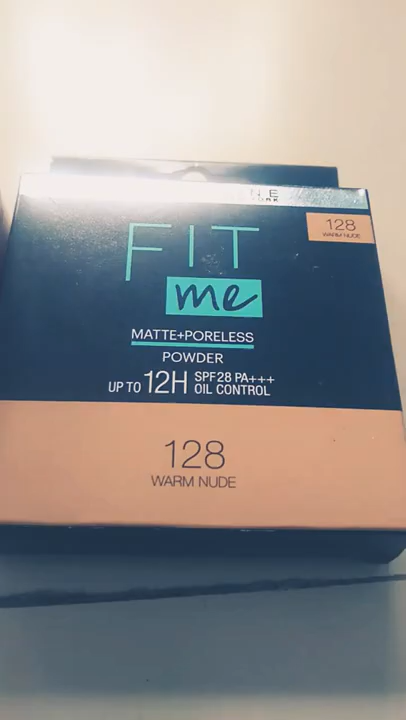 128
WARM NUDE
FIT
me
MATTE+PORELESS
POWDER
UP TO 12H SPF28 PA+++
OIL CONTROL
128
WARM NUDE